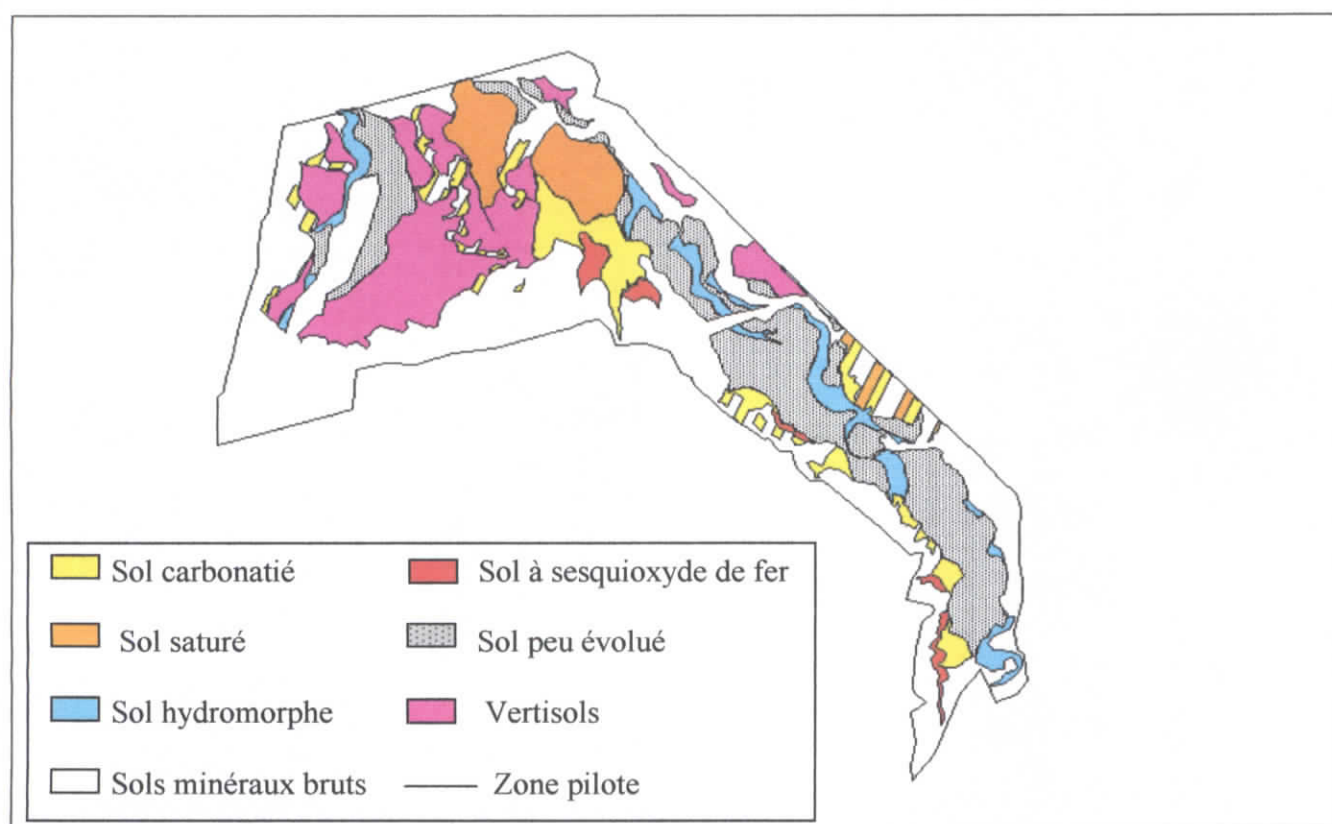 Sol carbonatié
Sol à sesquioxyde de fer
Sol saturé
Sol peu évolué
Sol hydromorphe
Vertisols
Sols minéraux bruts
Zone pilote